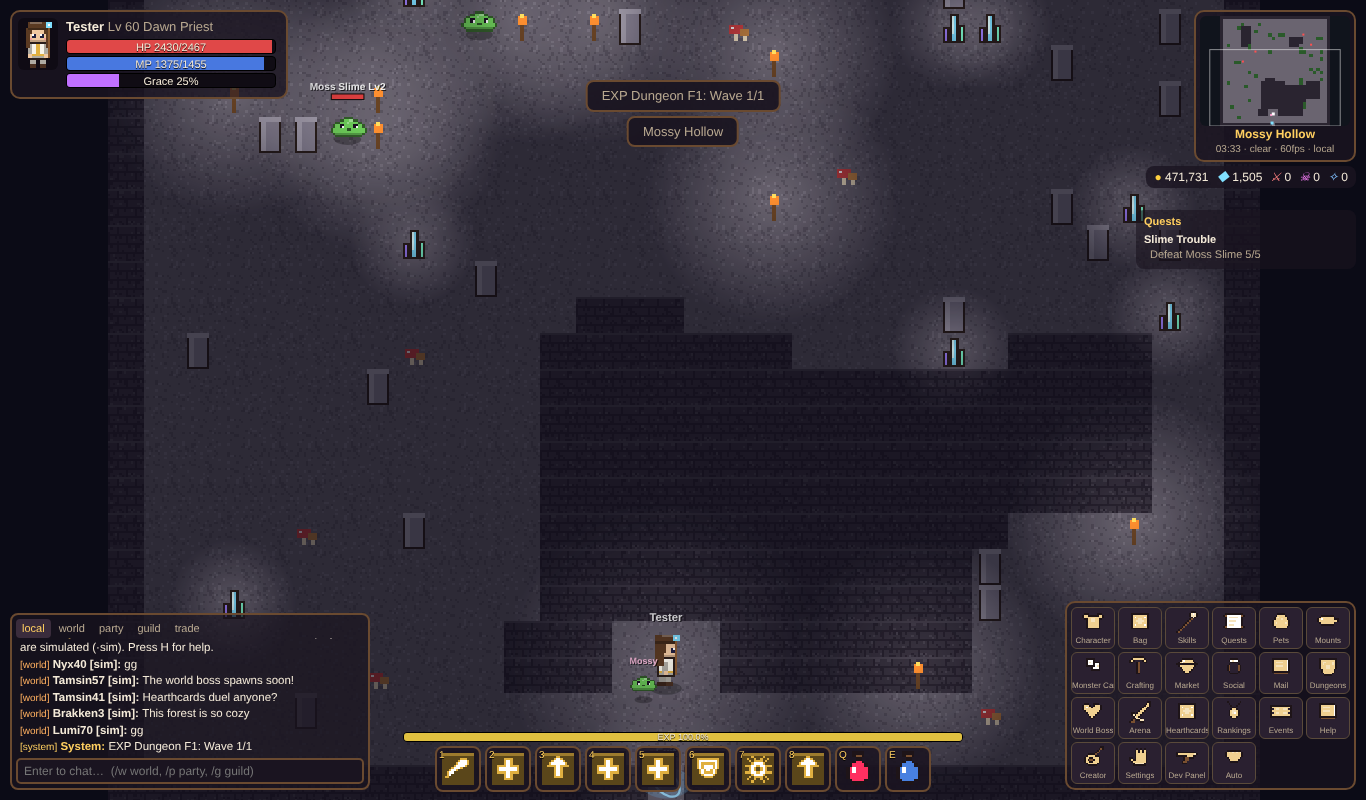 Tester Lv 60 Dawn Priest
HP 2430/2467
MP 1375/1455
Grace 25%
Moss Slime Lv2
EXP Dungeon F1: Wave 1/1
Mossy Hollow
Mossy Hollow
03:33 · clear · 60fps · local
471,731 1,505 0 0 0
Quests
Slime Trouble
Defeat Moss Slime 5/5
Tester
Mossy
local world party guild trade
are simulated (·sim). Press H for help.
[world] Nyx40 [sim]: gg
[world] Tamsin57 [sim]: The world boss spawns soon!
[world] Tamsin41 [sim]: Hearthcards duel anyone?
[world] Brakken3 [sim]: This forest is so cozy
[world] Lumi70 [sim]: gg
[system] System: EXP Dungeon F1: Wave 1/1
Enter to chat… (/w world, /p party, /g guild)
EXP 100.0%
1 2 3 4 5 6 7 8 Q E
Character Bag Skills Quests Pets Mounts
Monster Ca Crafting Market Social Mail Dungeons
World Boss Arena Hearthcards Rankings Events Help
Creator Settings Dev Panel Auto